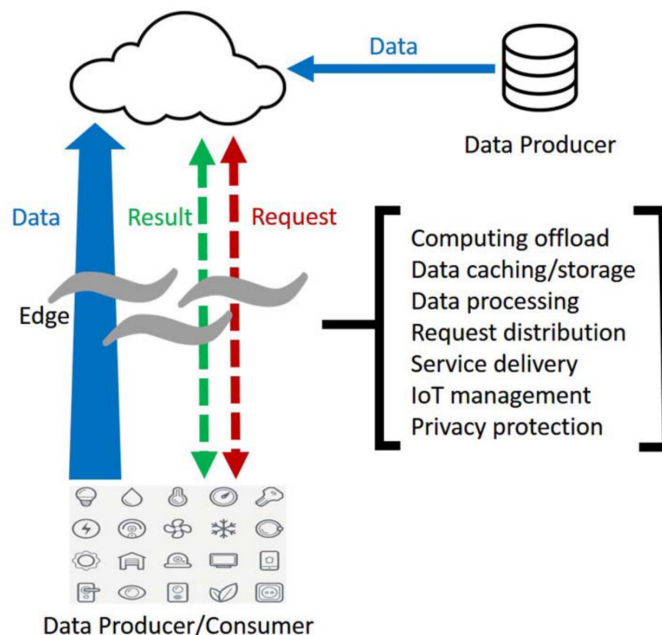 Data
Data Producer
Data
Result
Request
Edge
Computing offload
Data caching/storage
Data processing
Request distribution
Service delivery
IoT management
Privacy protection
Data Producer/Consumer